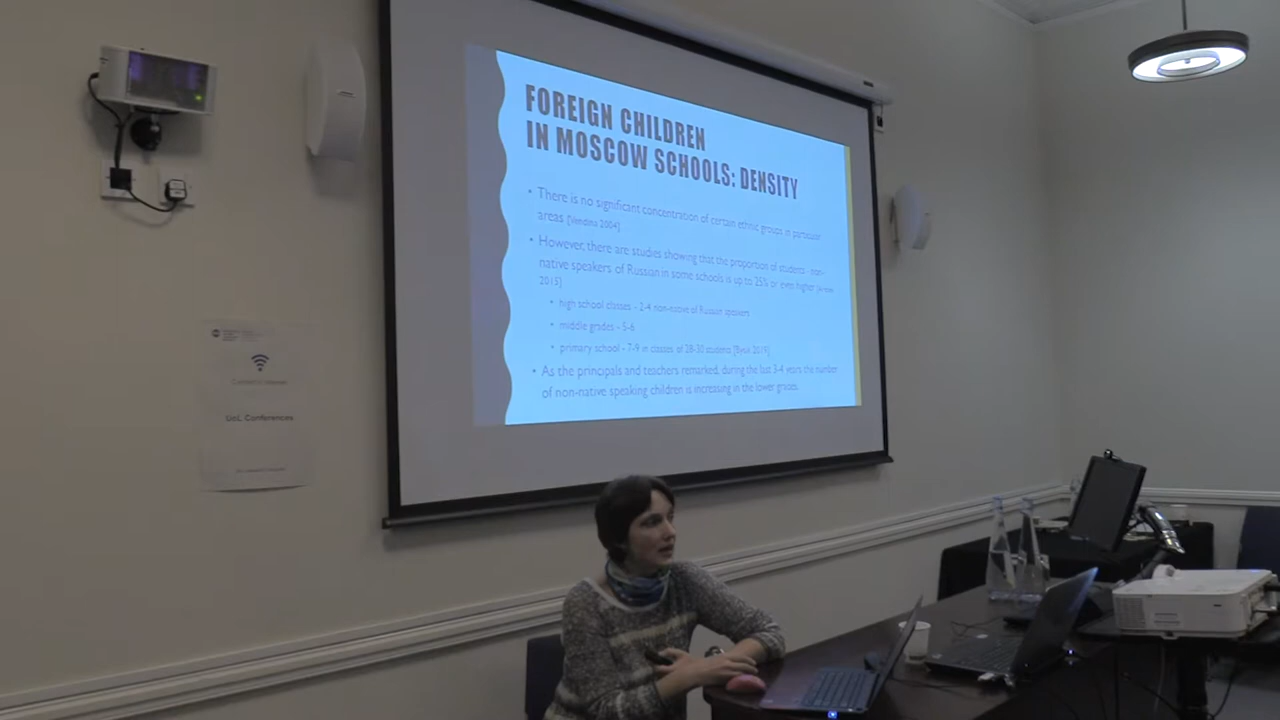 FOREIGN CHILDREN
IN MOSCOW SCHOOLS: DENSITY
• There is no significant concentration of certain ethnic groups in particular
areas [Vendina 2004]
• However, there are studies showing that the proportion of students - non-
native speakers of Russian in some schools is up to 25% or even higher
2015]
• high school classes - 2-4 non-native of Russian speakers
• middle grades - 5-6
• primary school - 7-9 in classes of 28-30 students [Bysik 2019]
• As the principals and teachers remarked, during the last 3-4 years the number
of non-native speaking children is increasing in the lower grades.
UoL Conferences